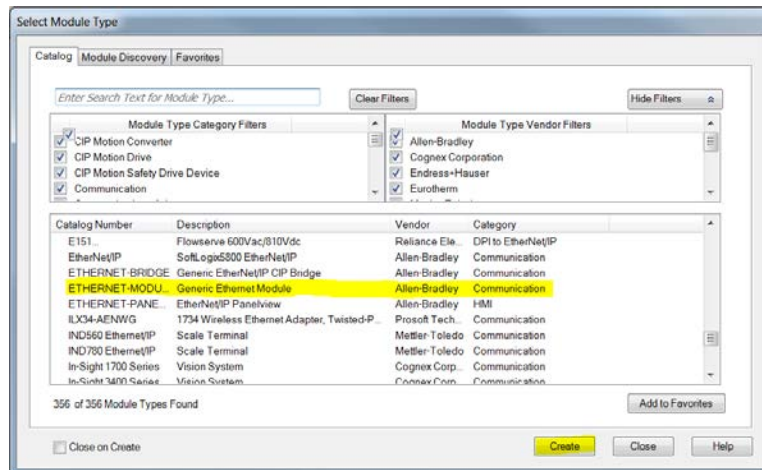 Select Module Type
Catalog Module Discovery Favorites
Enter Search Text for Module Type... Clear Filters Hide Filters
Module Type Category Filters Module Type Vendor Filters
CIP Motion Converter Allen-Bradley
CIP Motion Drive Cognex Corporation
CIP Motion Safety Drive Device Endress+Hauser
Communication Eurotherm
Catalog Number Description Vendor Category
E151... Flowserve 600Vac/810Vdc Reliance Ele... DPI to EtherNet/IP
EtherNet/IP SoftLogix5800 EtherNet/IP Allen-Bradley Communication
ETHERNET-BRIDGE Generic EtherNet/IP CIP Bridge Allen-Bradley Communication
ETHERNET-MODU... Generic Ethernet Module Allen-Bradley Communication
ETHERNET-PANE... EtherNet/IP Panelview Allen-Bradley HMI
ILX34-AENWG 1734 Wireless Ethernet Adapter, Twisted-P... Prosoft Tech... Communication
IND560 Ethernet/IP Scale Terminal Mettler-Toledo Communication
IND780 Ethernet/IP Scale Terminal Mettler-Toledo Communication
In-Sight 1700 Series Vision System Cognex Corp... Communication
In-Sight 3400 Series Vision System Cognex Corp... Communication
356 of 356 Module Types Found Add to Favorites
Close on Create Create Close Help